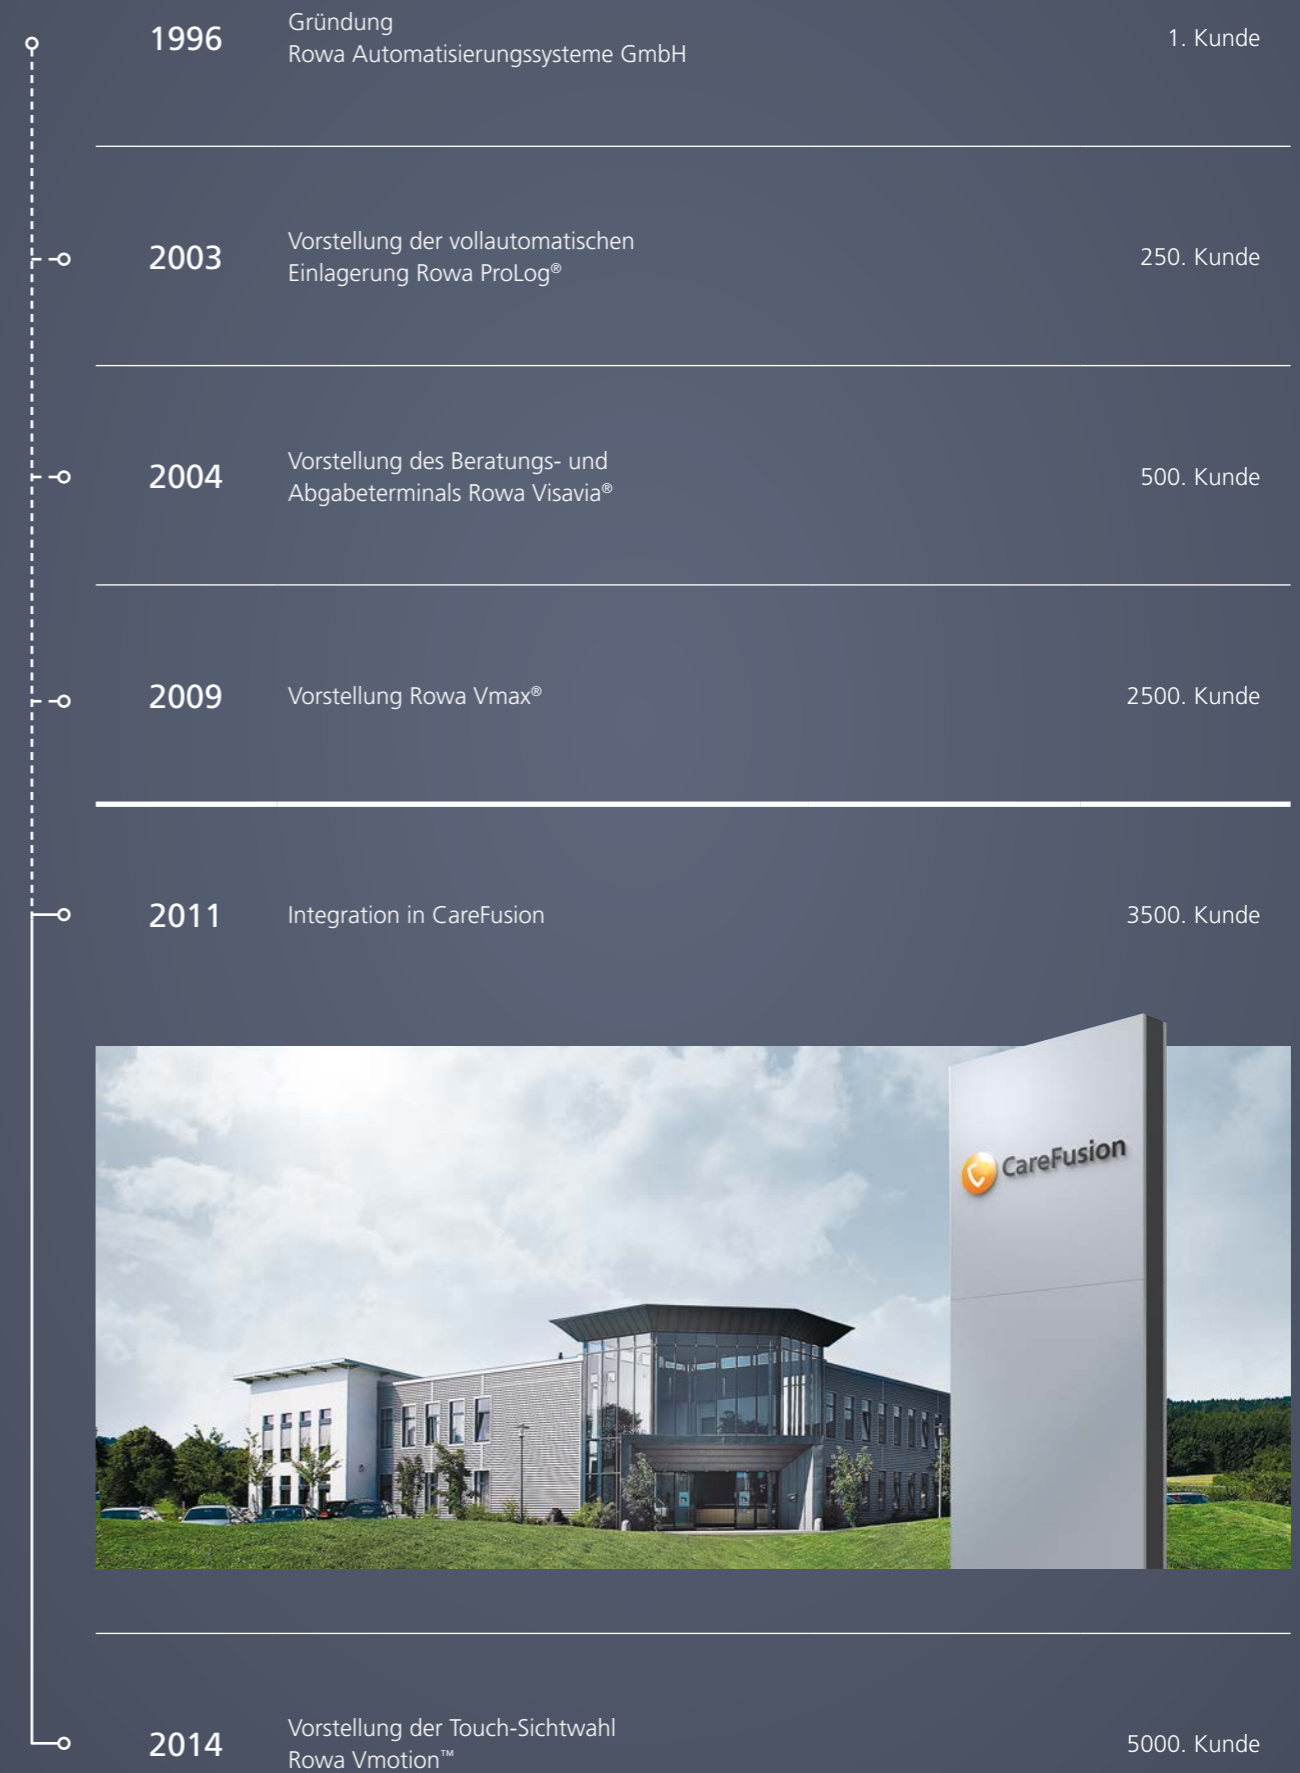 1996
Gründung
Rowa Automatisierungssysteme GmbH
1. Kunde
2003
Vorstellung der vollautomatischen
Einlagerung Rowa ProLog®
250. Kunde
2004
Vorstellung des Beratungs- und
Abgabeterminals Rowa Visavia®
500. Kunde
2009
Vorstellung Rowa Vmax®
2500. Kunde
2011
Integration in CareFusion
3500. Kunde
CareFusion
2014
Vorstellung der Touch-Sichtwahl
Rowa Vmotion™
5000. Kunde